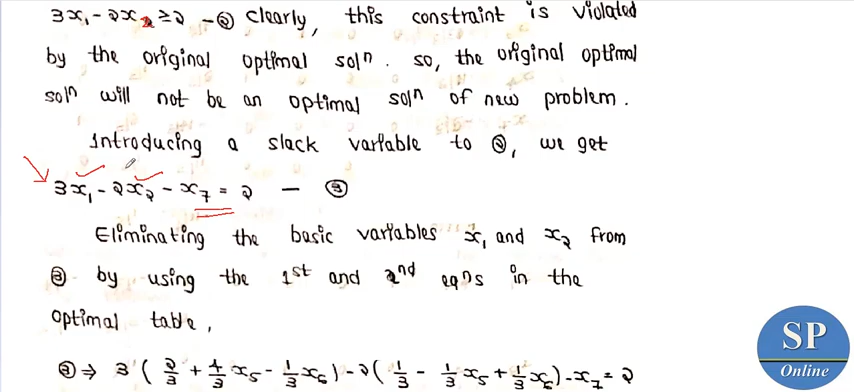 3x₁ - 2x₂ ≥ 2 - ② clearly, this constraint is violated
by the original optimal solⁿ. so, the original optimal
solⁿ will not be an optimal solⁿ of new problem.
Introducing a slack variable to ②, we get
3x₁ - 2x₂ - x₇ = 2 - ③
Eliminating the basic variables x₁ and x₂ from
③ by using the 1st and 2nd eqⁿs in the
optimal table,
③ ⇒ 3 ( 2/3 + 4/3 x₅ - 1/3 x₆ ) - 2 ( 1/3 - 1/3 x₅ + 1/3 x₆ ) - x₇ = 2
SP
Online